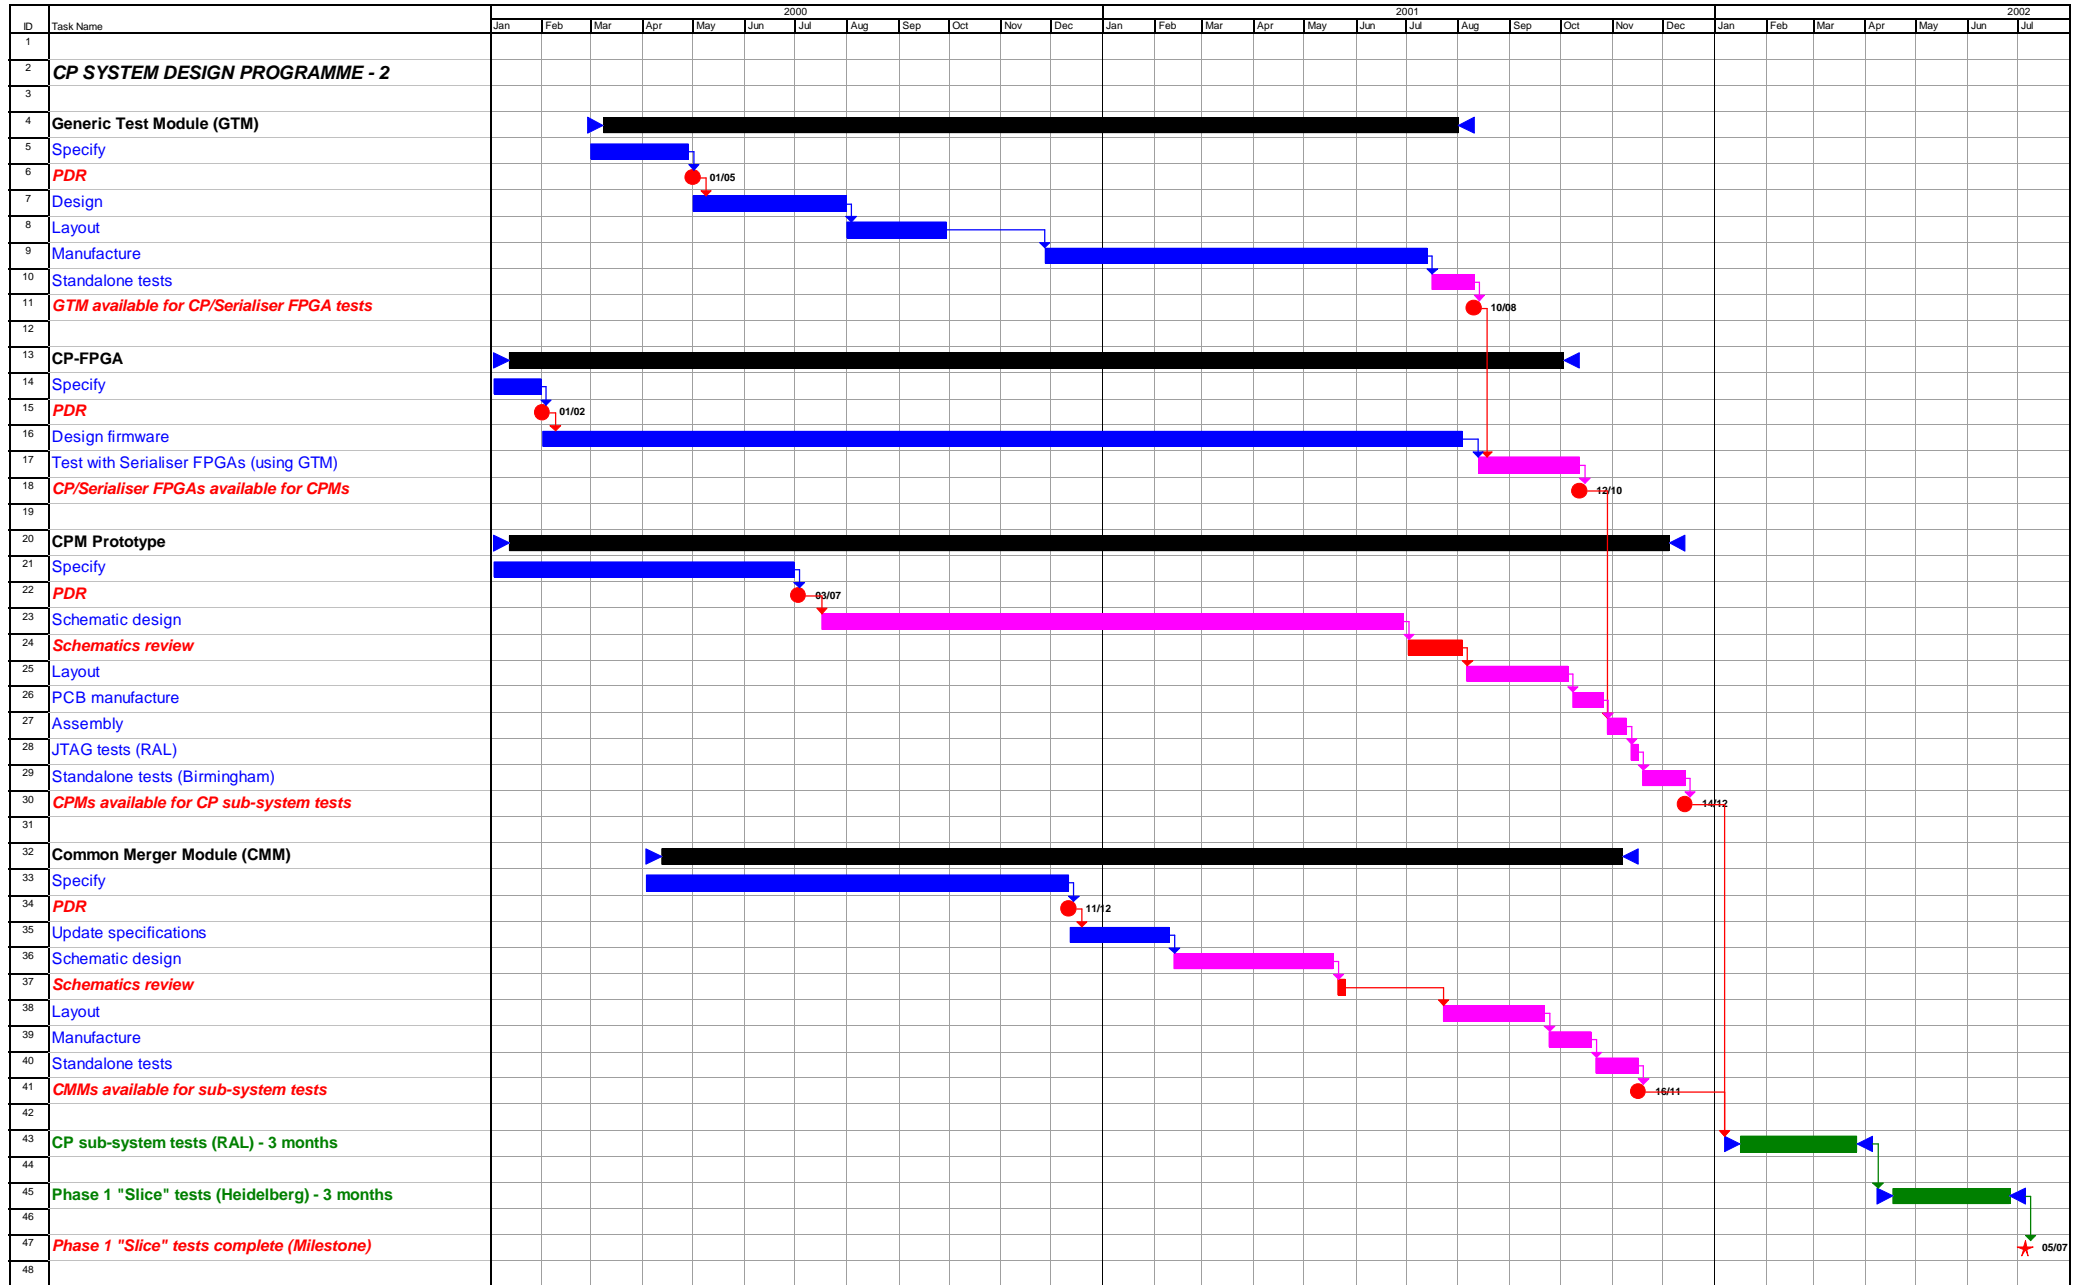 2000 2001 2002
ID Task Name Jan Feb Mar Apr May Jun Jul Aug Sep Oct Nov Dec Jan Feb Mar Apr May Jun Jul Aug Sep Oct Nov Dec Jan Feb Mar Apr May Jun Jul
1
2 CP SYSTEM DESIGN PROGRAMME - 2
3
4 Generic Test Module (GTM)
5 Specify
6 PDR 01/05
7 Design
8 Layout
9 Manufacture
10 Standalone tests
11 GTM available for CP/Serialiser FPGA tests 10/08
12
13 CP-FPGA
14 Specify
15 PDR 01/02
16 Design firmware
17 Test with Serialiser FPGAs (using GTM)
18 CP/Serialiser FPGAs available for CPMs 12/10
19
20 CPM Prototype
21 Specify
22 PDR 03/07
23 Schematic design
24 Schematics review
25 Layout
26 PCB manufacture
27 Assembly
28 JTAG tests (RAL)
29 Standalone tests (Birmingham)
30 CPMs available for CP sub-system tests 14/12
31
32 Common Merger Module (CMM)
33 Specify
34 PDR 11/12
35 Update specifications
36 Schematic design
37 Schematics review
38 Layout
39 Manufacture
40 Standalone tests
41 CMMs available for sub-system tests 16/11
42
43 CP sub-system tests (RAL) - 3 months
44
45 Phase 1 "Slice" tests (Heidelberg) - 3 months
46
47 Phase 1 "Slice" tests complete (Milestone) 05/07
48